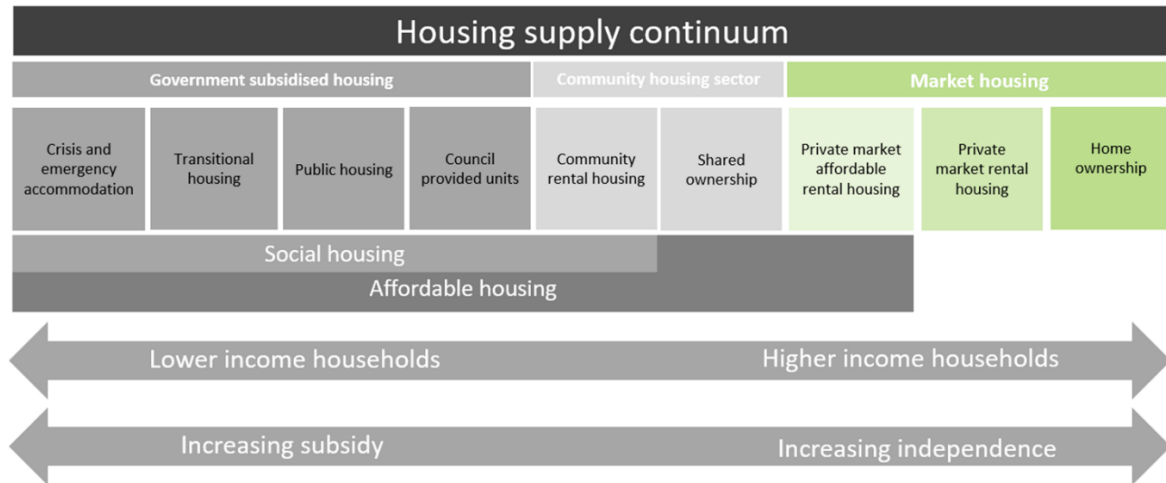 Housing supply continuum
Government subsidised housing
Community housing sector
Market housing
Crisis and
emergency
accommodation
Transitional
housing
Public housing
Council
provided units
Community
rental housing
Shared
ownership
Private market
affordable
rental housing
Private
market rental
housing
Home
ownership
Social housing
Affordable housing
Lower income households
Higher income households
Increasing subsidy
Increasing independence